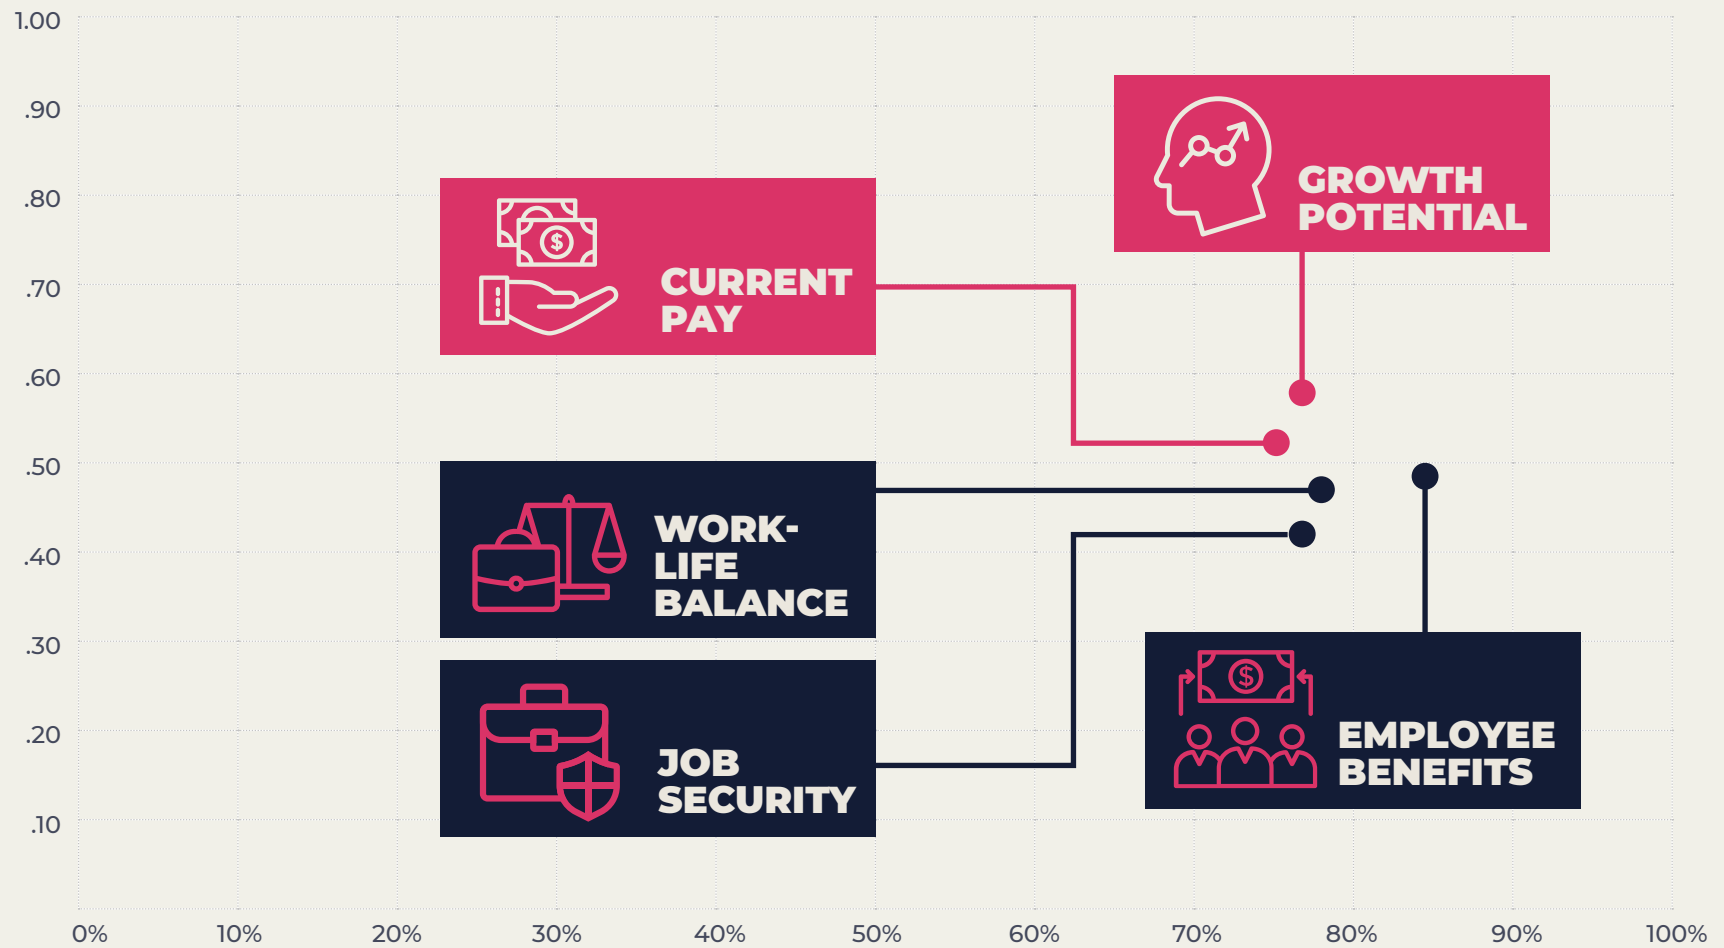 1.00
.90
.80
.70
.60
.50
.40
.30
.20
.10
GROWTH
POTENTIAL
$
CURRENT
PAY
WORK-
LIFE
BALANCE
JOB
SECURITY
$
EMPLOYEE
BENEFITS
0% 10% 20% 30% 40% 50% 60% 70% 80% 90% 100%